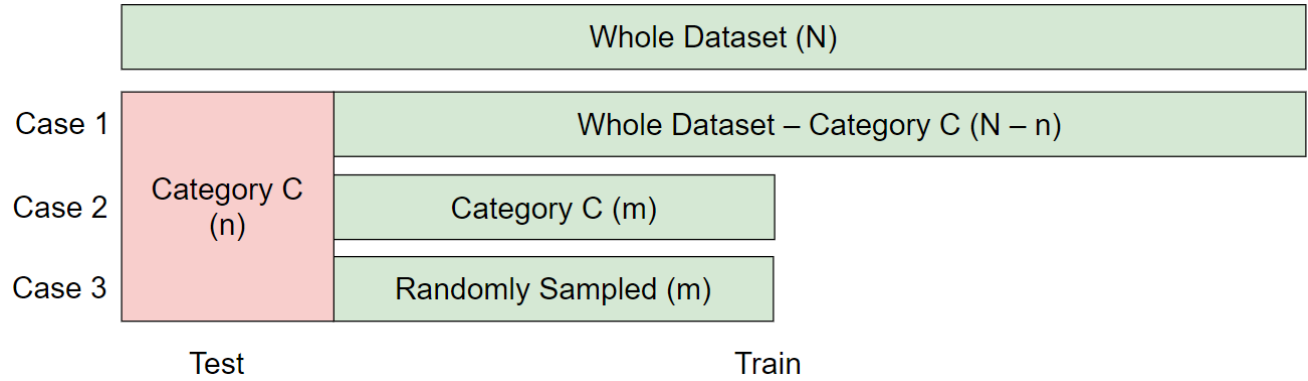 Whole Dataset (N)
Case 1
Whole Dataset – Category C (N – n)
Category C
(n)
Case 2
Category C (m)
Case 3
Randomly Sampled (m)
Test
Train